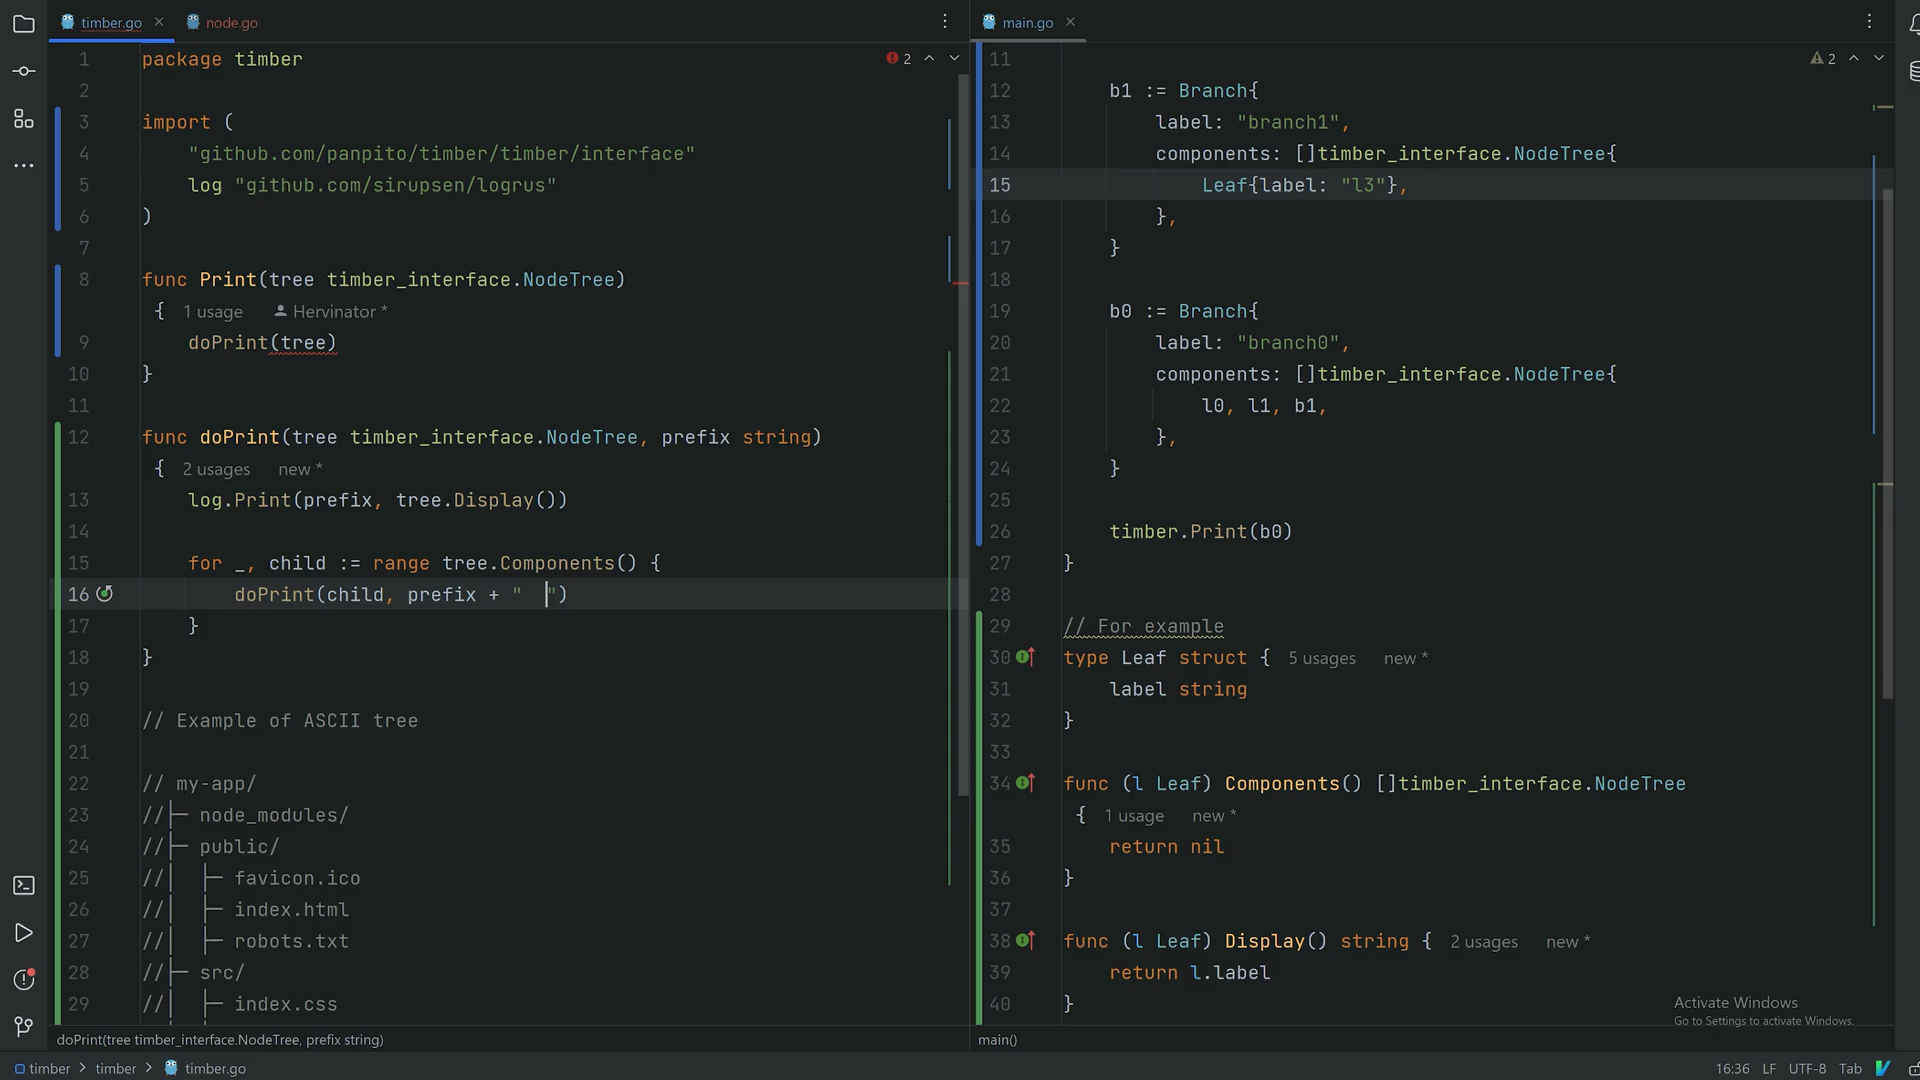 timber.go
node.go
2
1 package timber
2
3 import (
4 "github.com/panpito/timber/timber/interface"
5 log "github.com/sirupsen/logrus"
6 )
7
8 func Print(tree timber_interface.NodeTree)
{ 1 usage Hervinator *
9 doPrint(tree)
10 }
11
12 func doPrint(tree timber_interface.NodeTree, prefix string)
{ 2 usages new *
13 log.Print(prefix, tree.Display())
14
15 for _, child := range tree.Components() {
16 doPrint(child, prefix + "  ")
17 }
18 }
19
20 // Example of ASCII tree
21
22 // my-app/
23 //├─ node_modules/
24 //├─ public/
25 //│  ├─ favicon.ico
26 //│  ├─ index.html
27 //│  ├─ robots.txt
28 //├─ src/
29 //│  ├─ index.css
doPrint(tree timber_interface.NodeTree, prefix string)
main.go
2
11
12 b1 := Branch{
13 label: "branch1",
14 components: []timber_interface.NodeTree{
15 Leaf{label: "l3"},
16 },
17 }
18
19 b0 := Branch{
20 label: "branch0",
21 components: []timber_interface.NodeTree{
22 l0, l1, b1,
23 },
24 }
25
26 timber.Print(b0)
27 }
28
29 // For example
30 type Leaf struct { 5 usages new *
31 label string
32 }
33
34 func (l Leaf) Components() []timber_interface.NodeTree
{ 1 usage new *
35 return nil
36 }
37
38 func (l Leaf) Display() string { 2 usages new *
39 return l.label
40 }
Activate Windows
Go to Settings to activate Windows.
main()
timber > timber > timber.go
16:36 LF UTF-8 Tab